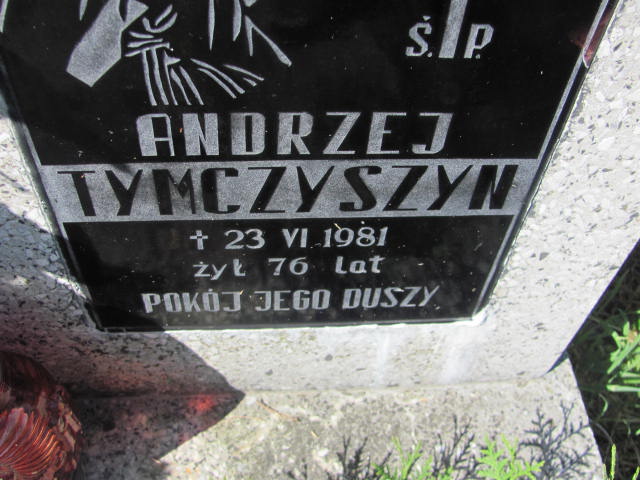 Ś.P.
ANDRZEJ
TYMCZYSZYN
† 23 VI 1981
żył 76 lat
POKÓJ JEGO DUSZY